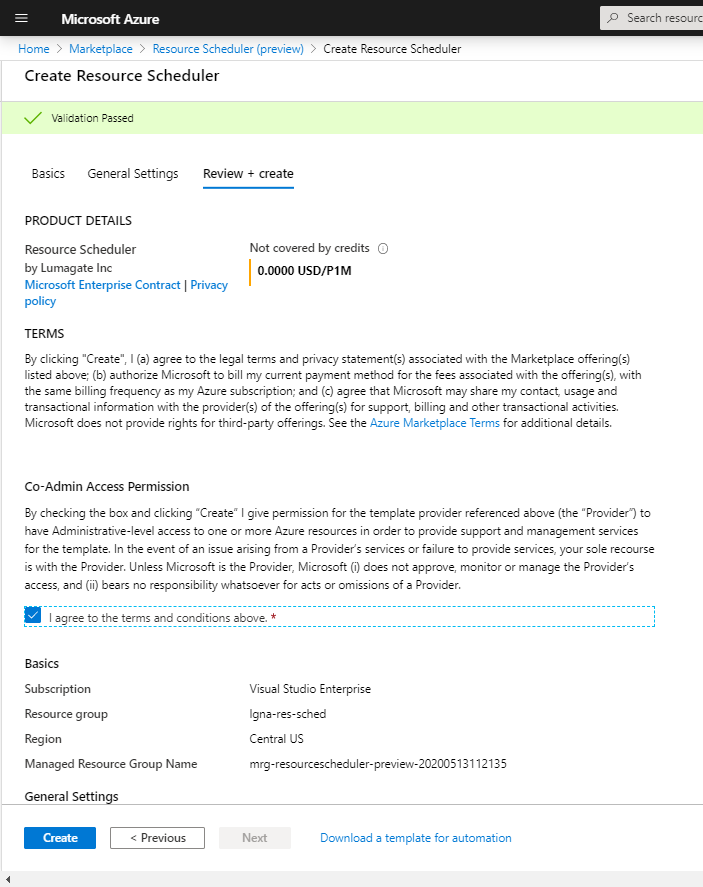 Microsoft Azure
Search resourc
Home > Marketplace > Resource Scheduler (preview) > Create Resource Scheduler
Create Resource Scheduler
Validation Passed
Basics General Settings Review + create
PRODUCT DETAILS
Resource Scheduler
by Lumagate Inc
Microsoft Enterprise Contract | Privacy
policy
Not covered by credits
0.0000 USD/P1M
TERMS
By clicking "Create", I (a) agree to the legal terms and privacy statement(s) associated with the Marketplace offering(s)
listed above; (b) authorize Microsoft to bill my current payment method for the fees associated with the offering(s), with
the same billing frequency as my Azure subscription; and (c) agree that Microsoft may share my contact, usage and
transactional information with the provider(s) of the offering(s) for support, billing and other transactional activities.
Microsoft does not provide rights for third-party offerings. See the Azure Marketplace Terms for additional details.
Co-Admin Access Permission
By checking the box and clicking “Create” I give permission for the template provider referenced above (the “Provider”) to
have Administrative-level access to one or more Azure resources in order to provide support and management services
for the template. In the event of an issue arising from a Provider’s services or failure to provide services, your sole recourse
is with the Provider. Unless Microsoft is the Provider, Microsoft (i) does not approve, monitor or manage the Provider’s
access, and (ii) bears no responsibility whatsoever for acts or omissions of a Provider.
I agree to the terms and conditions above. *
Basics
Subscription Visual Studio Enterprise
Resource group lgna-res-sched
Region Central US
Managed Resource Group Name mrg-resourcescheduler-preview-20200513112135
General Settings
Create < Previous Next Download a template for automation